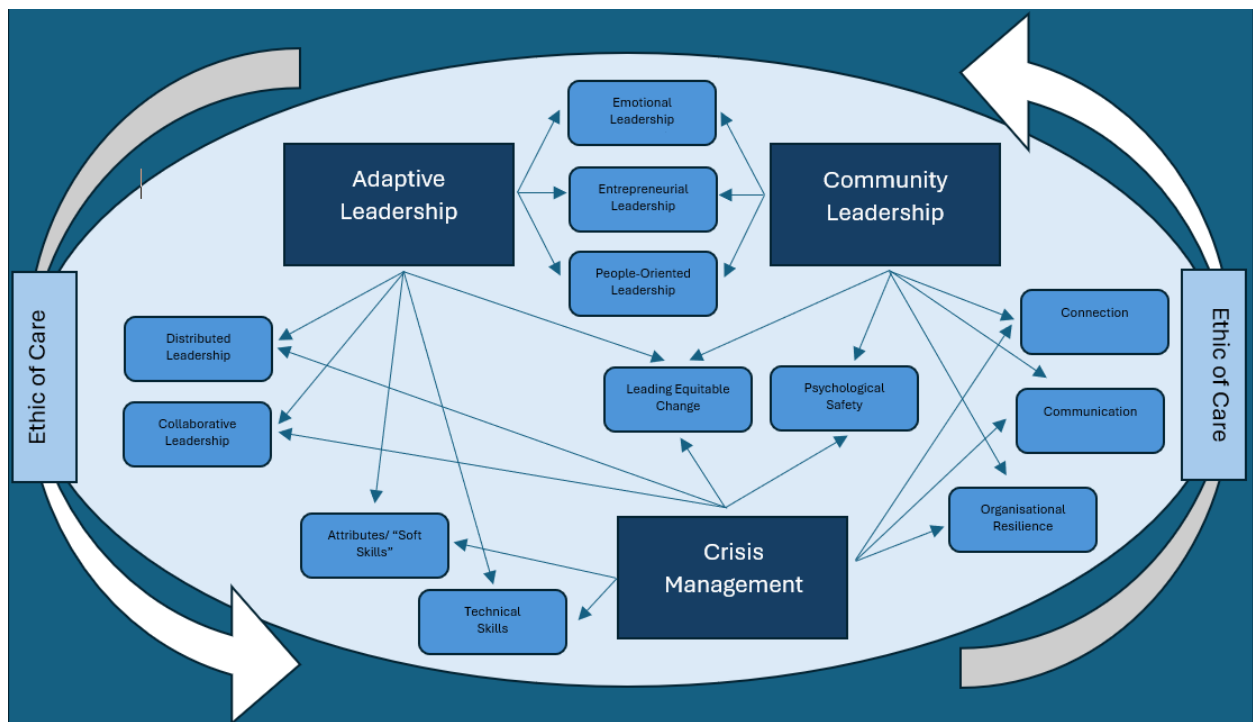 Emotional
Leadership
Adaptive
Leadership
Entrepreneurial
Leadership
Community
Leadership
People-Oriented
Leadership
Ethic of Care
Distributed
Leadership
Collaborative
Leadership
Leading Equitable
Change
Psychological
Safety
Connection
Communication
Ethic of Care
Attributes/ “Soft
Skills”
Technical
Skills
Crisis
Management
Organisational
Resilience